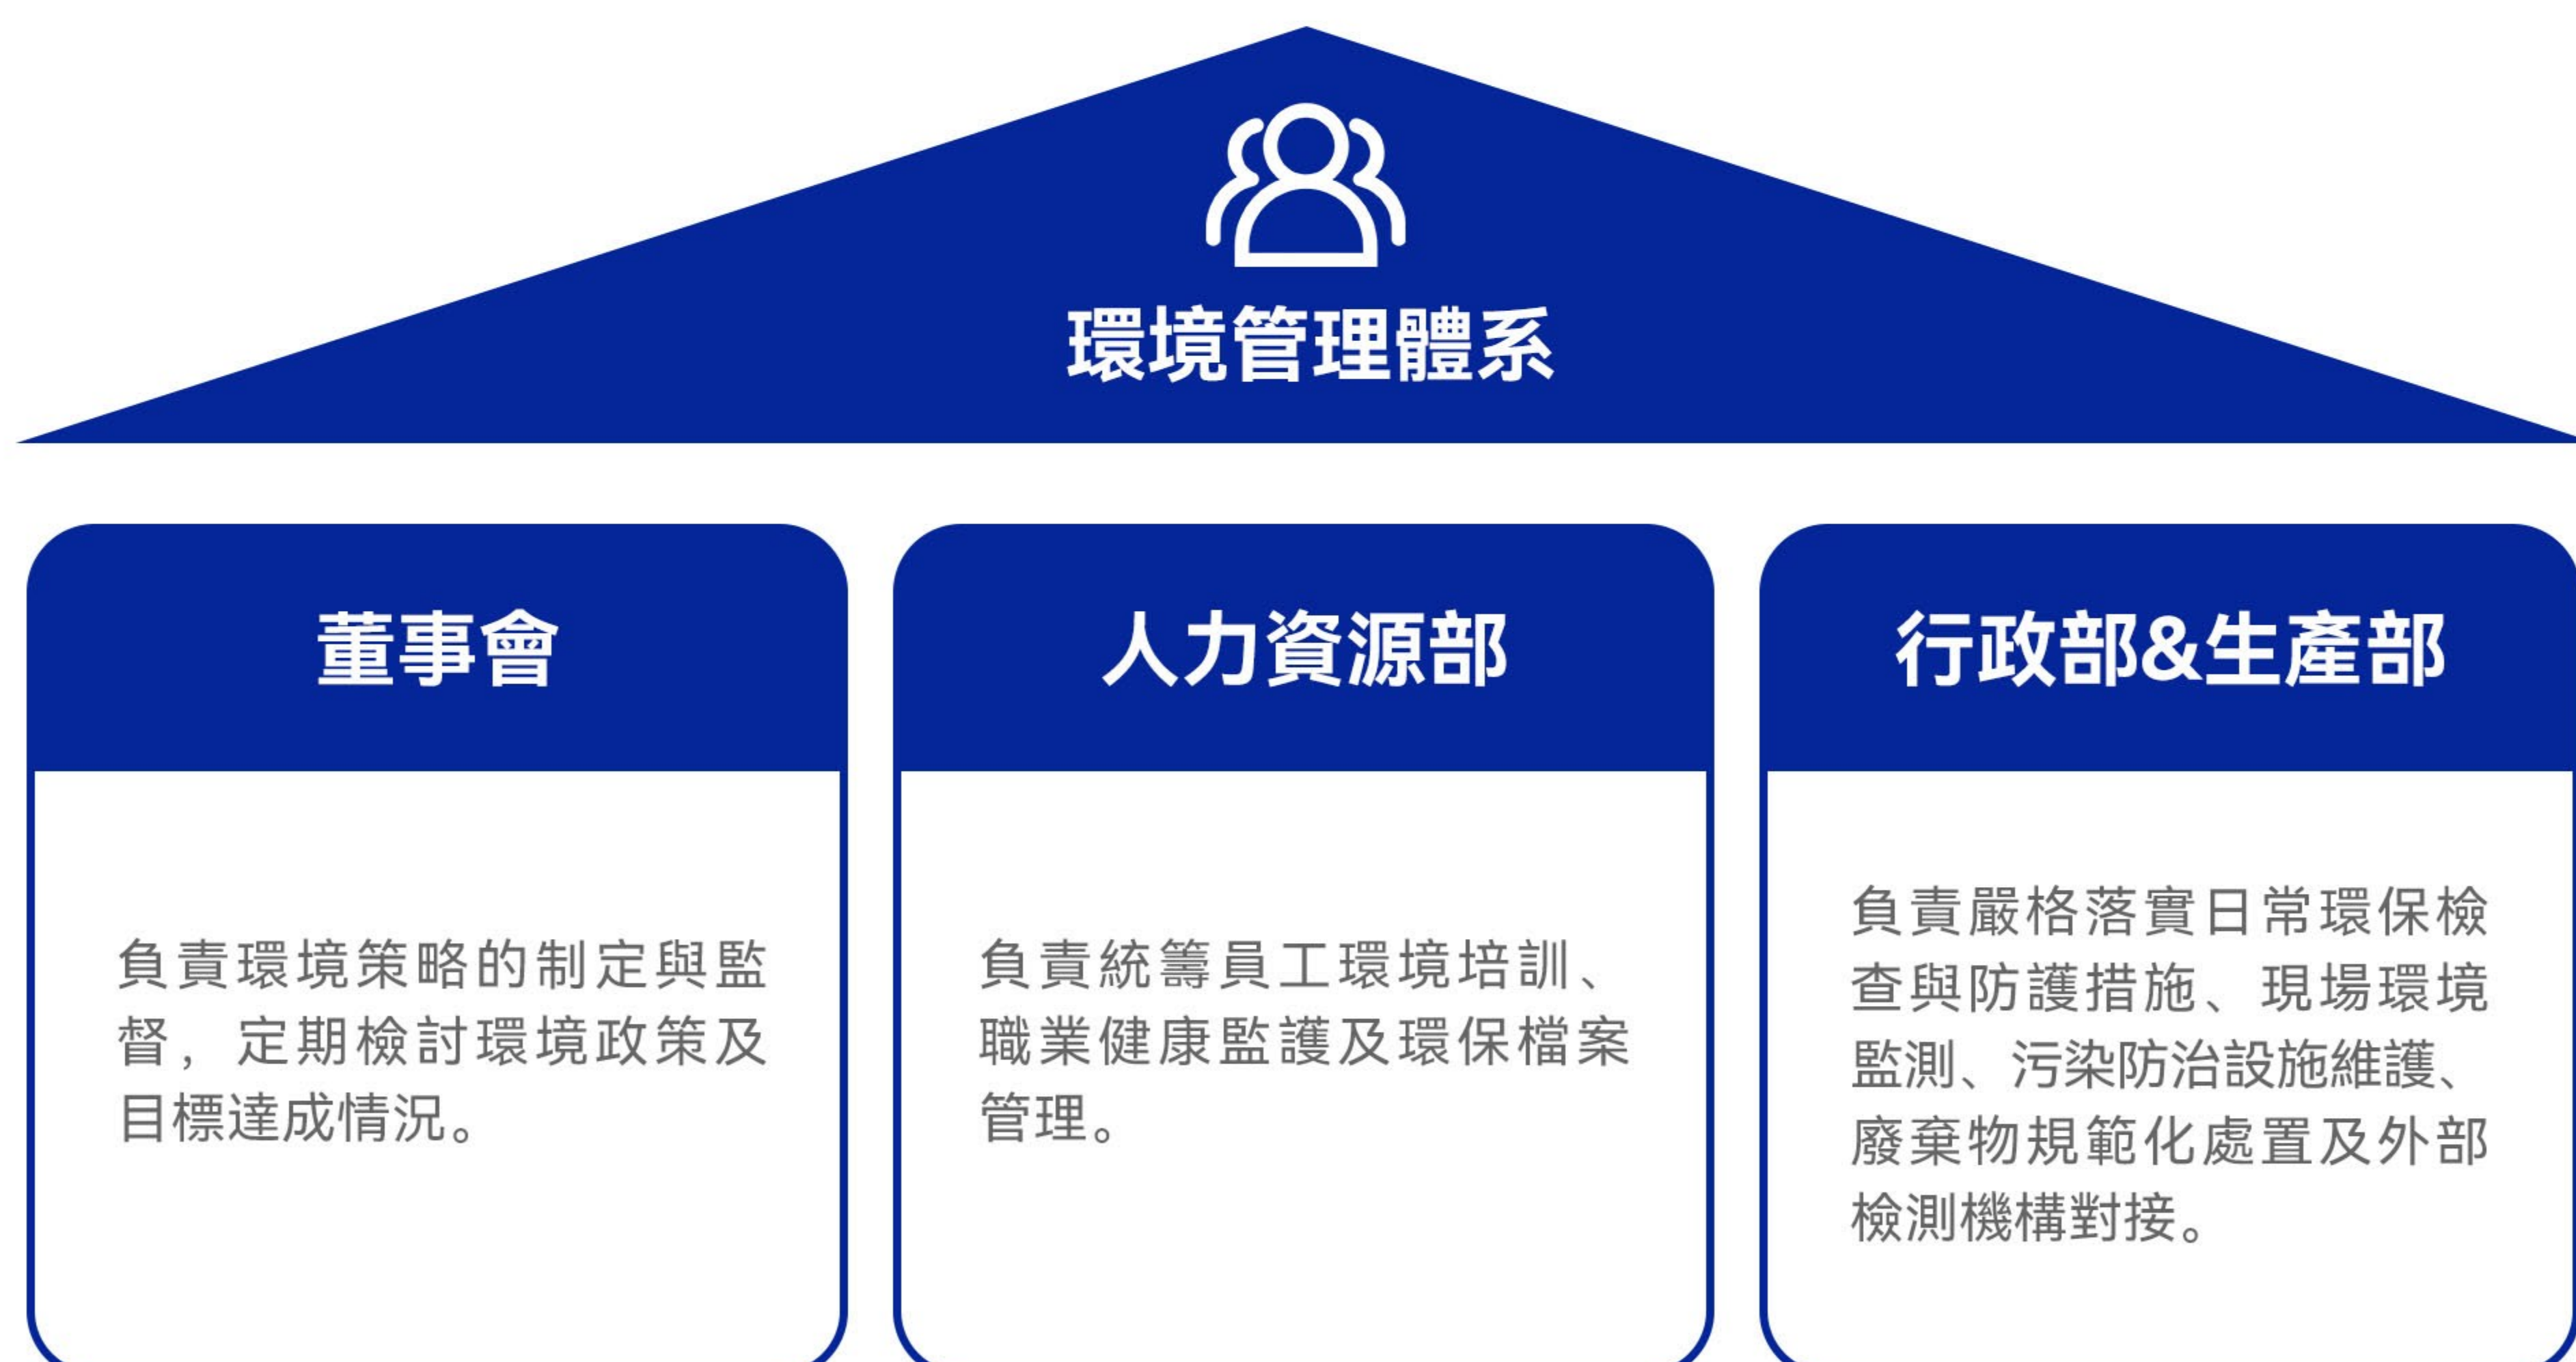 環境管理體系
董事會
負責環境策略的制定與監
督，定期檢討環境政策及
目標達成情況。
人力資源部
負責統籌員工環境培訓、
職業健康監護及環保檔案
管理。
行政部&生產部
負責嚴格落實日常環保檢
查與防護措施、現場環境
監測、污染防治設施維護、
廢棄物規範化處置及外部
檢測機構對接。